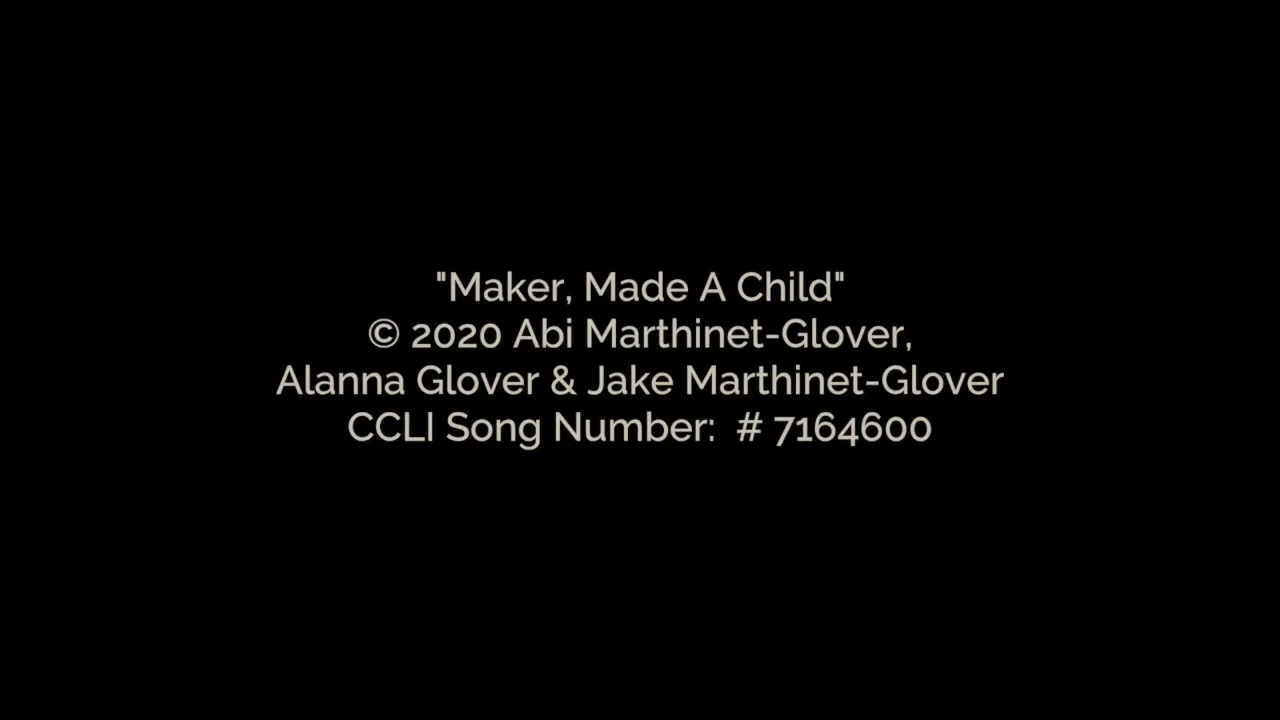 "Maker, Made A Child"
© 2020 Abi Marthinet-Glover,
Alanna Glover & Jake Marthinet-Glover
CCLI Song Number:  # 7164600